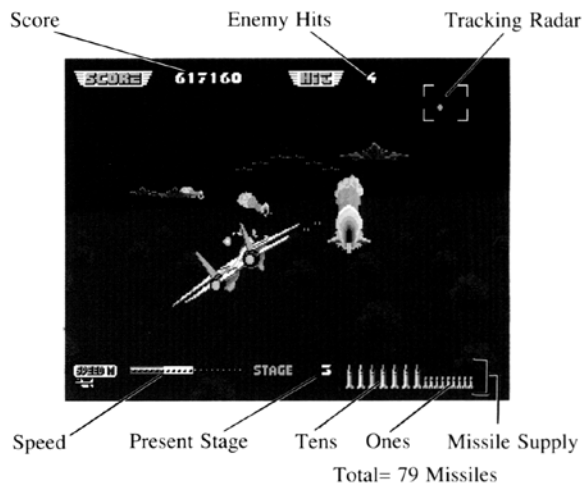 Score Enemy Hits Tracking Radar
SCORE 617160 HIT 4
SPEED STAGE 3
Speed Present Stage Tens Ones Missile Supply
Total= 79 Missiles